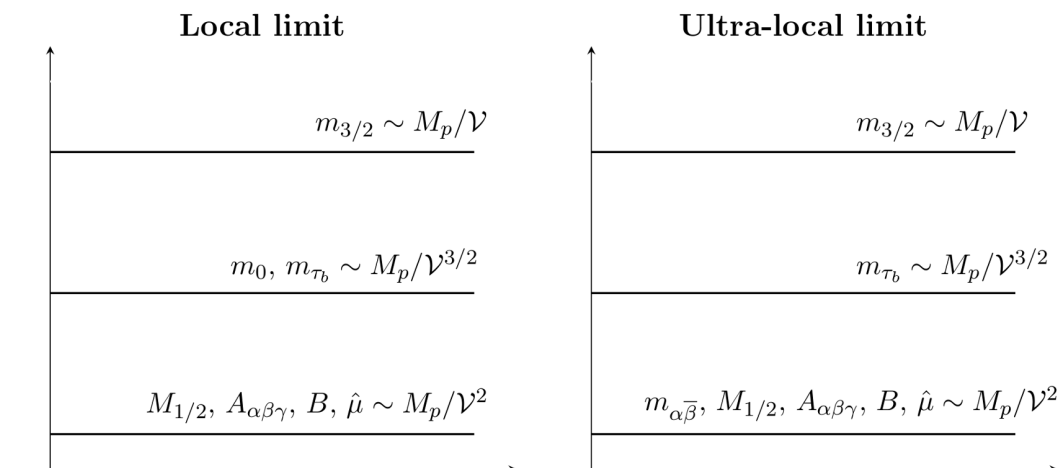 Local limit
m_{3/2} ∼ M_p/𝒱
m_0, m_{τ_b} ∼ M_p/𝒱^{3/2}
M_{1/2}, A_{αβγ}, B, μ̂ ∼ M_p/𝒱^2
Ultra-local limit
m_{3/2} ∼ M_p/𝒱
m_{τ_b} ∼ M_p/𝒱^{3/2}
m_{αβ̅}, M_{1/2}, A_{αβγ}, B, μ̂ ∼ M_p/𝒱^2